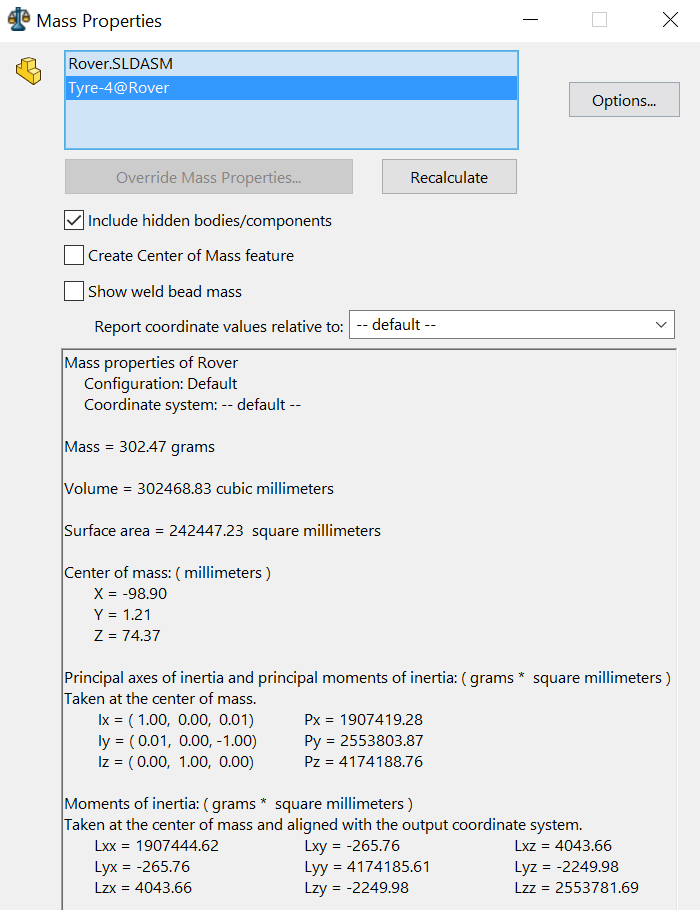 Mass Properties
Rover.SLDASM
Tyre-4@Rover
Options...
Override Mass Properties...
Recalculate
Include hidden bodies/components
Create Center of Mass feature
Show weld bead mass
Report coordinate values relative to: -- default --
Mass properties of Rover
Configuration: Default
Coordinate system: -- default --
Mass = 302.47 grams
Volume = 302468.83 cubic millimeters
Surface area = 242447.23 square millimeters
Center of mass: ( millimeters )
X = -98.90
Y = 1.21
Z = 74.37
Principal axes of inertia and principal moments of inertia: ( grams * square millimeters )
Taken at the center of mass.
Ix = ( 1.00, 0.00, 0.01) Px = 1907419.28
Iy = ( 0.01, 0.00, -1.00) Py = 2553803.87
Iz = ( 0.00, 1.00, 0.00) Pz = 4174188.76
Moments of inertia: ( grams * square millimeters )
Taken at the center of mass and aligned with the output coordinate system.
Lxx = 1907444.62 Lxy = -265.76 Lxz = 4043.66
Lyx = -265.76 Lyy = 4174185.61 Lyz = -2249.98
Lzx = 4043.66 Lzy = -2249.98 Lzz = 2553781.69